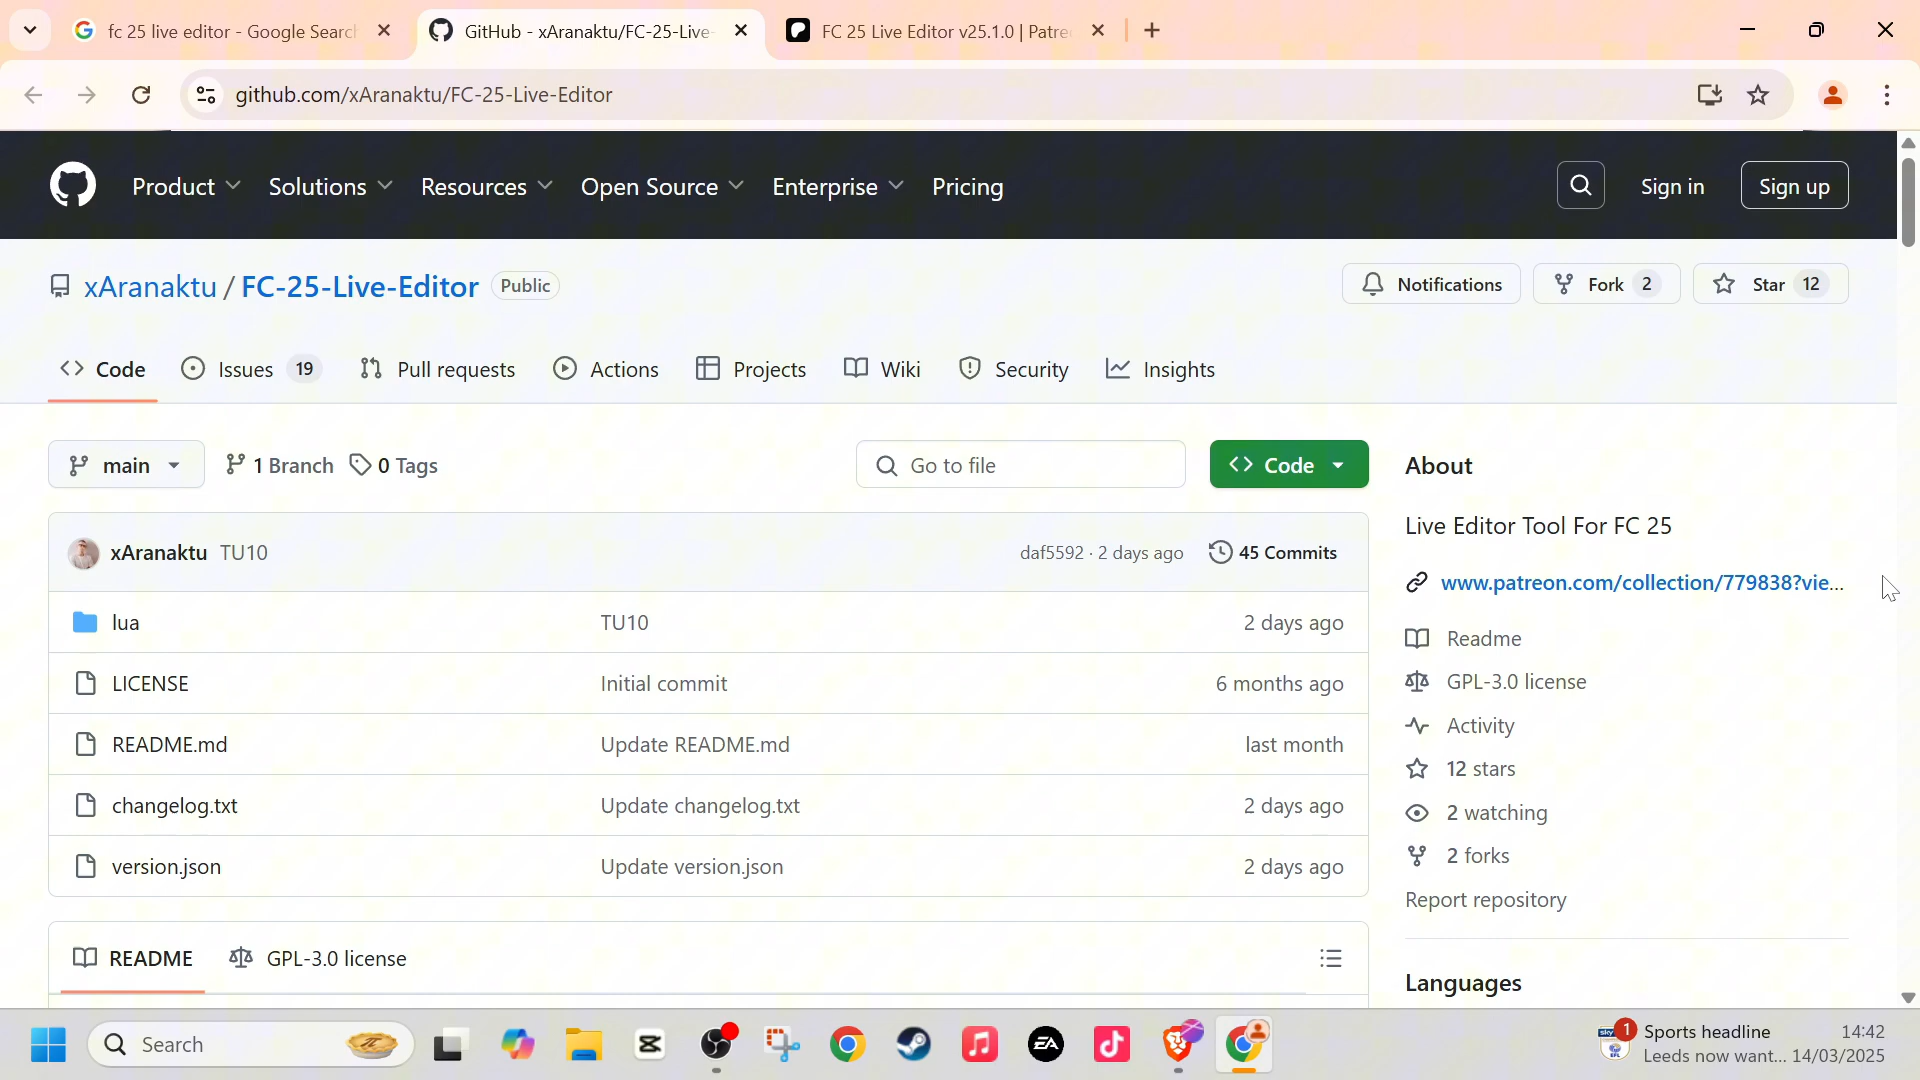 fc 25 live editor - Google Search
GitHub - xAranaktu/FC-25-Live-
FC 25 Live Editor v25.1.0 | Patre
github.com/xAranaktu/FC-25-Live-Editor
Product
Solutions
Resources
Open Source
Enterprise
Pricing
Sign in
Sign up
xAranaktu / FC-25-Live-Editor
Public
Notifications
Fork 2
Star 12
Code
Issues 19
Pull requests
Actions
Projects
Wiki
Security
Insights
main
1 Branch
0 Tags
Go to file
Code
xAranaktu TU10
daf5592 · 2 days ago
45 Commits
lua TU10 2 days ago
LICENSE Initial commit 6 months ago
README.md Update README.md last month
changelog.txt Update changelog.txt 2 days ago
version.json Update version.json 2 days ago
README
GPL-3.0 license
About
Live Editor Tool For FC 25
www.patreon.com/collection/779838?vie...
Readme
GPL-3.0 license
Activity
12 stars
2 watching
2 forks
Report repository
Languages
Search
1
Sports headline
Leeds now want...
14:42
14/03/2025